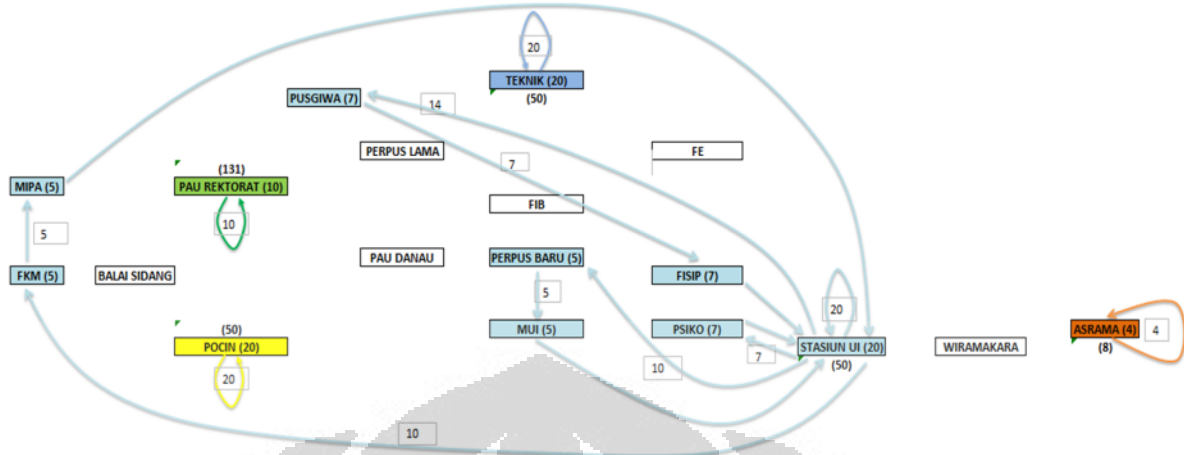 20
TEKNIK (20)
(50)
PUSGIWA (7)
14
PERPUS LAMA
7
FE
(131)
MIPA (5)
PAU REKTORAT (10)
10
FIB
5
FKM (5)
BALAI SIDANG
PAU DANAU
PERPUS BARU (5)
FISIP (7)
5
20
(50)
POCIN (20)
20
MUI (5)
PSIKO (7)
7
10
STASIUN UI (20)
(50)
WIRAMAKARA
ASRAMA (4)
(8)
4
10